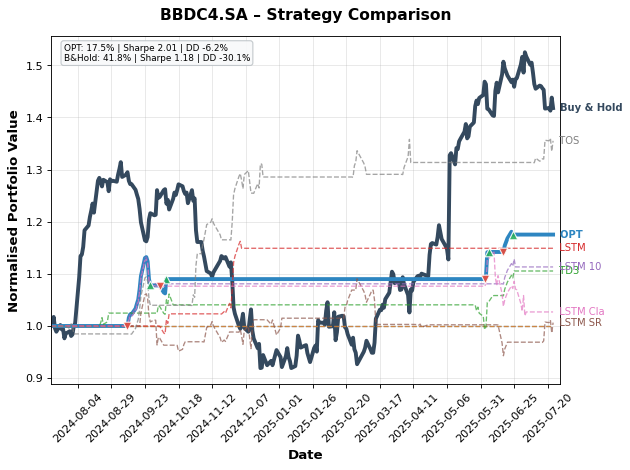 BBDC4.SA – Strategy Comparison
OPT: 17.5% | Sharpe 2.01 | DD -6.2%
B&Hold: 41.8% | Sharpe 1.18 | DD -30.1%
Normalised Portfolio Value
1.5
1.4
1.3
1.2
1.1
1.0
0.9
Buy & Hold
TOS
OPT
LSTM
LSTM 10
TD3
LSTM Cla
LSTM SR
2024-08-04
2024-08-29
2024-09-23
2024-10-18
2024-11-12
2024-12-07
2025-01-01
2025-01-26
2025-02-20
2025-03-17
2025-04-11
2025-05-06
2025-05-31
2025-06-25
2025-07-20
Date